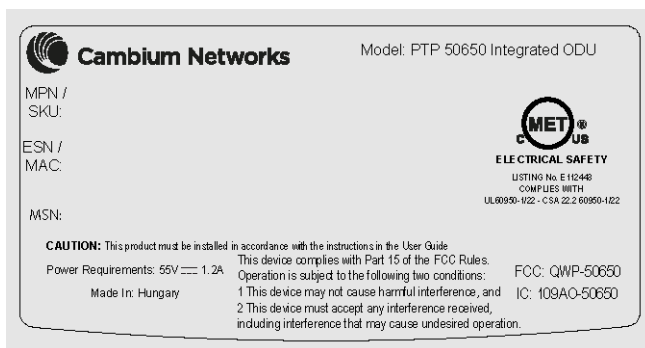 Cambium Networks
Model: PTP 50650 Integrated ODU
MPN /
SKU:
ESN /
MAC:
MSN:
MET ®
C US
ELECTRICAL SAFETY
LISTING No. E112448
COMPLIES WITH
UL60950-1/22 - CSA 22.2 60950-1/22
CAUTION: This product must be installed in accordance with the instructions in the User Guide
Power Requirements: 55V 1.2A
Made In: Hungary
This device complies with Part 15 of the FCC Rules.
Operation is subject to the following two conditions:
1 This device may not cause harmful interference, and
2 This device must accept any interference received,
including interference that may cause undesired operation.
FCC: QWP-50650
IC: 109AO-50650